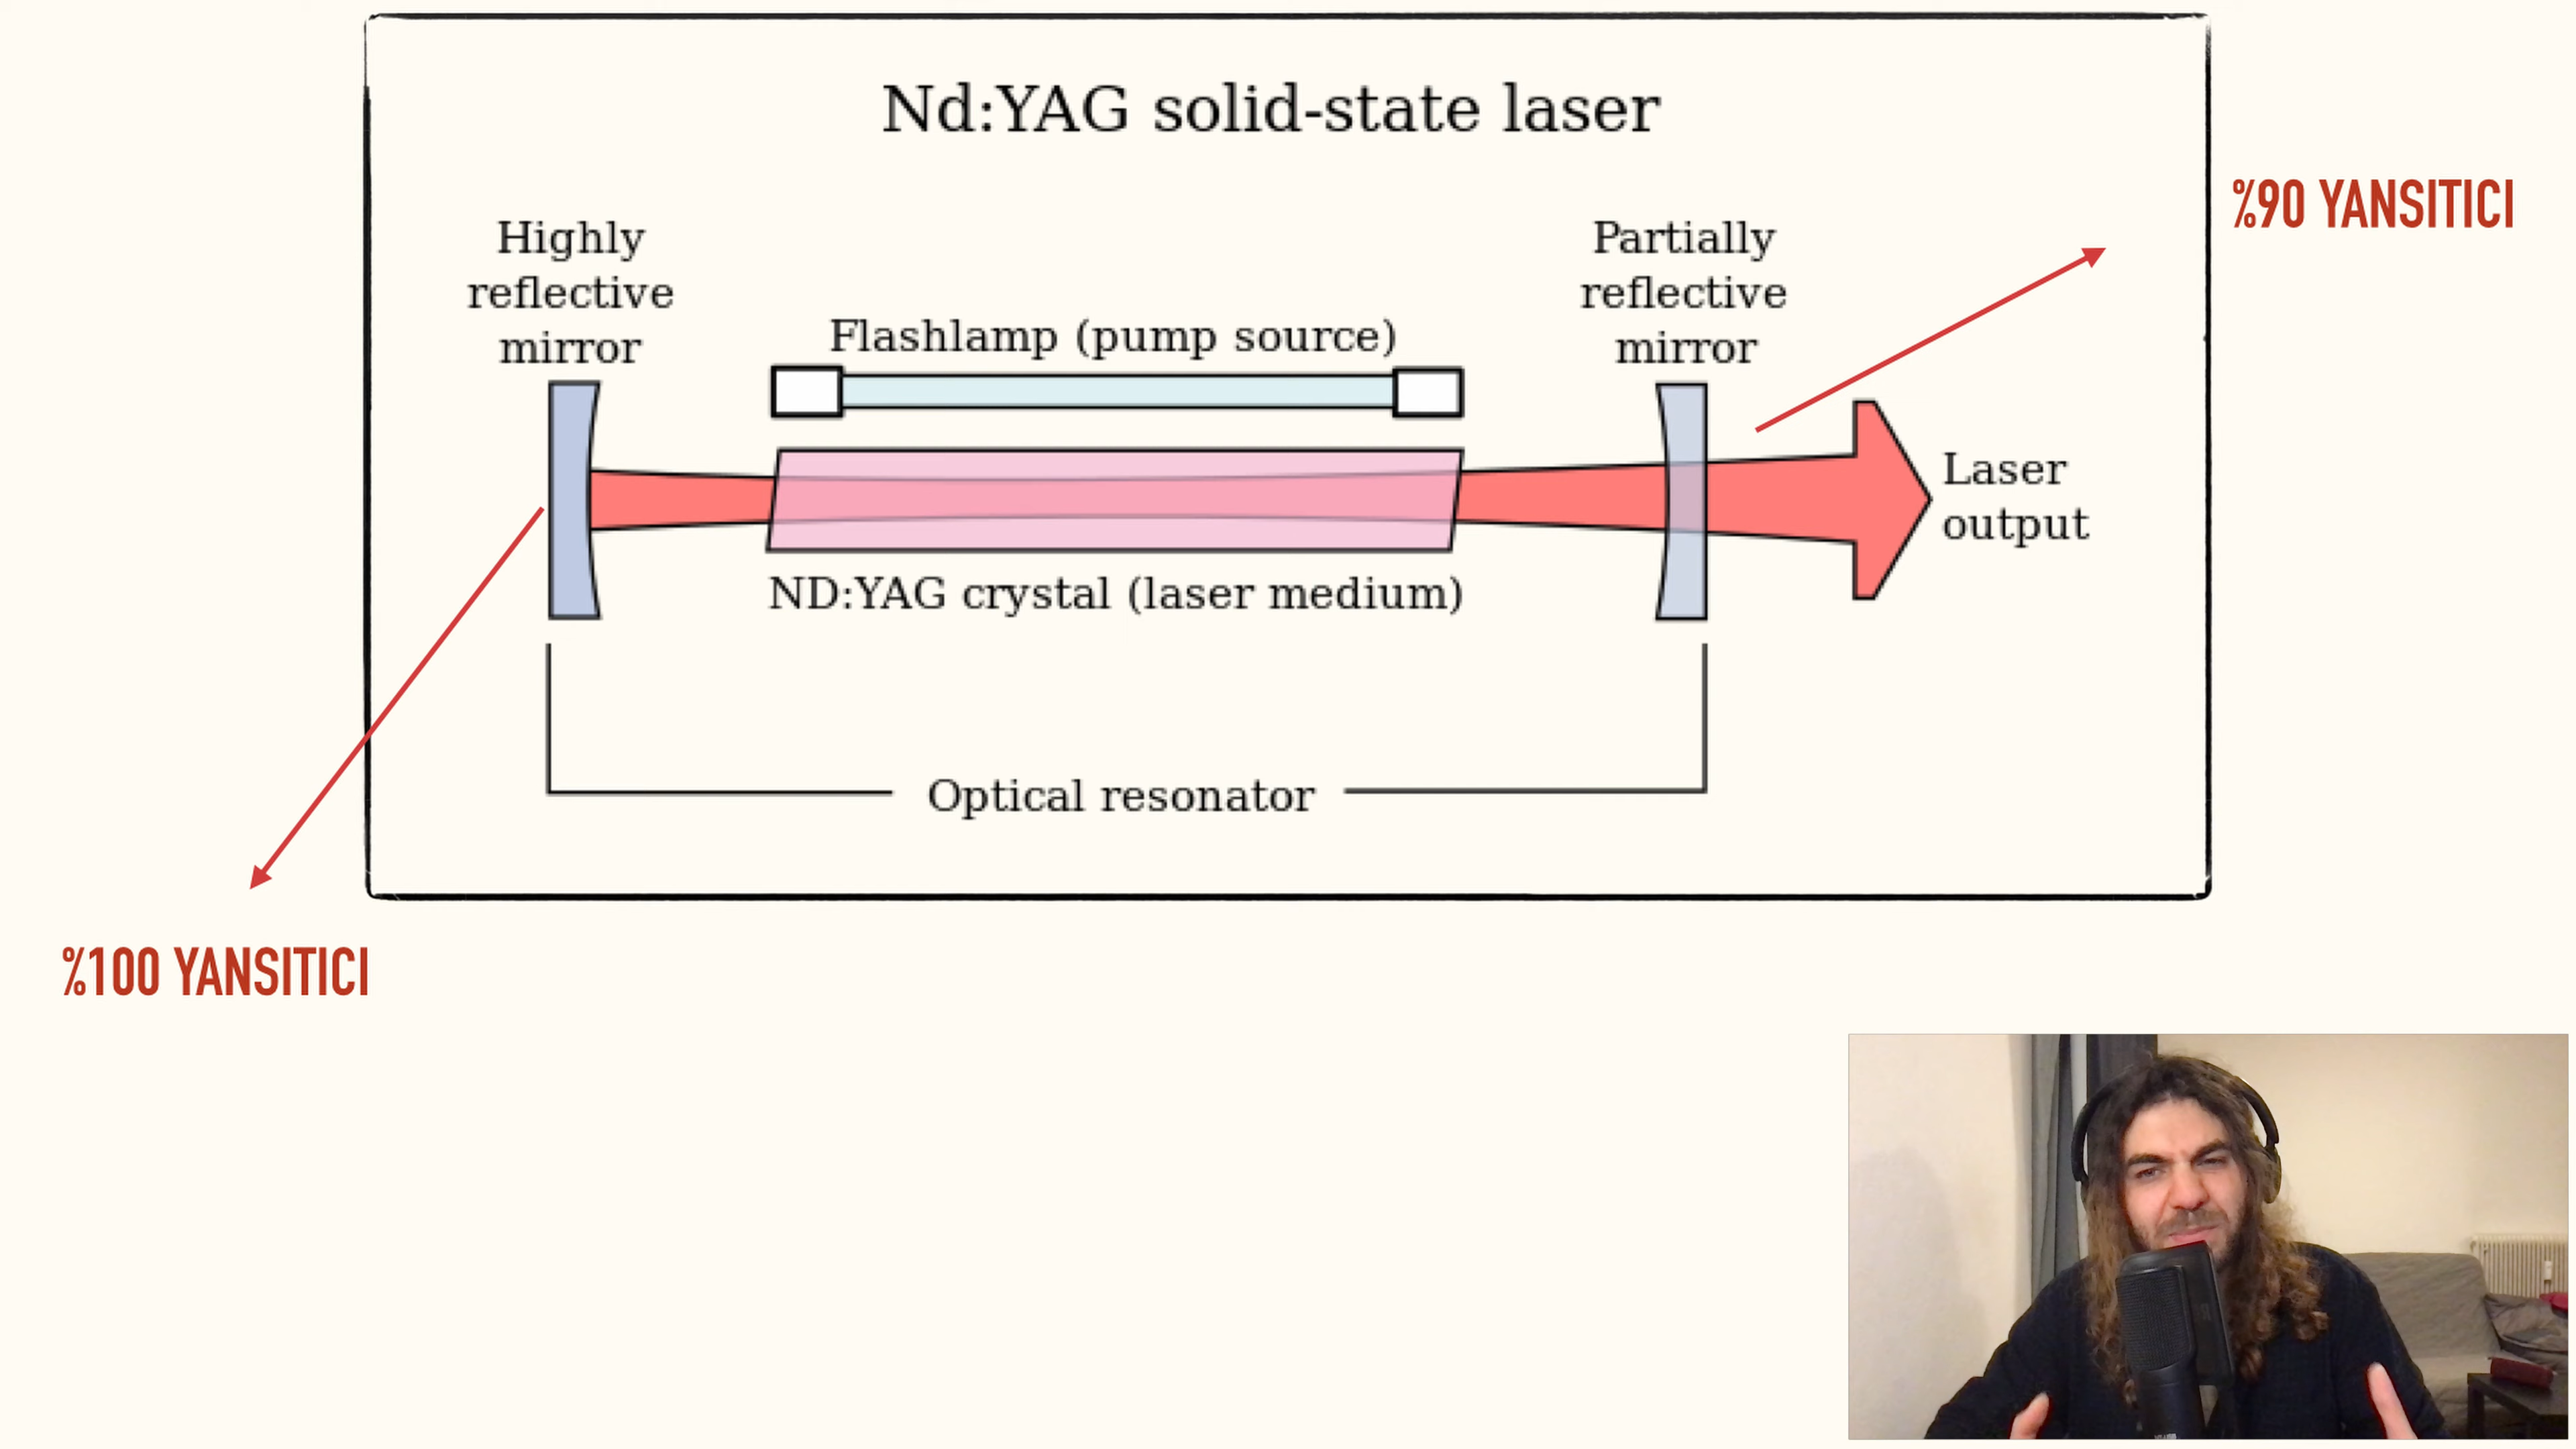 Nd:YAG solid-state laser
%90 YANSITICI
Highly
reflective
mirror
Flashlamp (pump source)
Partially
reflective
mirror
Laser
output
ND:YAG crystal (laser medium)
Optical resonator
%100 YANSITICI